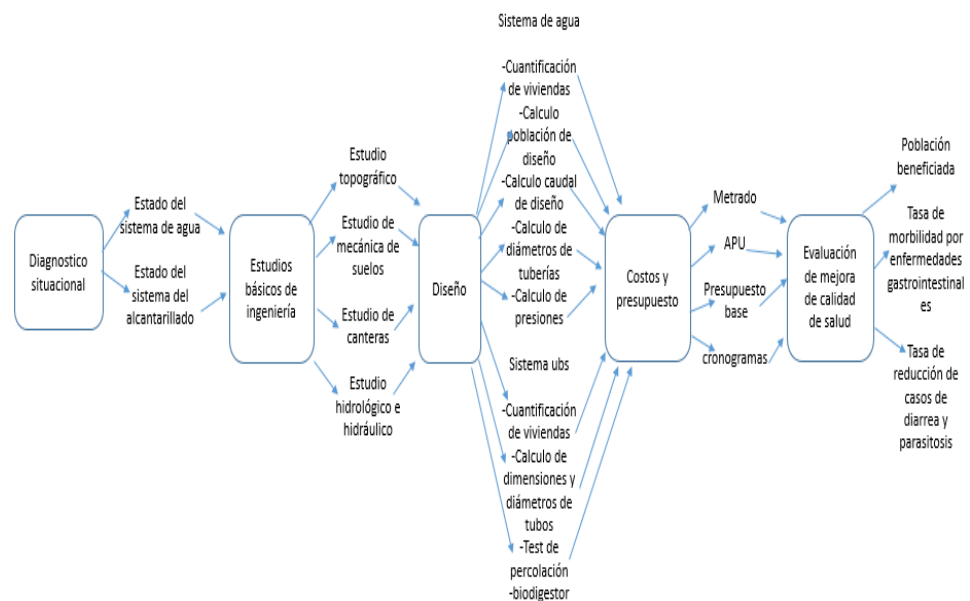 Diagnostico
situacional
Estado del
sistema de agua
Estado del
sistema del
alcantarillado
Estudios
básicos de
ingeniería
Estudio
topográfico
Estudio de
mecánica de
suelos
Estudio de
canteras
Estudio
hidrológico e
hidráulico
Diseño
Sistema de agua
-Cuantificación
de viviendas
-Calculo
población de
diseño
-Calculo caudal
de diseño
-Calculo de
diámetros de
tuberías
-Calculo de
presiones
Sistema ubs
-Cuantificación
de viviendas
-Calculo de
dimensiones y
diámetros de
tubos
-Test de
percolación
-biodigestor
Costos y
presupuesto
Metrado
APU
Presupuesto
base
cronogramas
Evaluación
de mejora
de calidad
de salud
Población
beneficiada
Tasa de
morbilidad por
enfermedades
gastrointestinal
es
Tasa de
reducción de
casos de
diarrea y
parasitosis